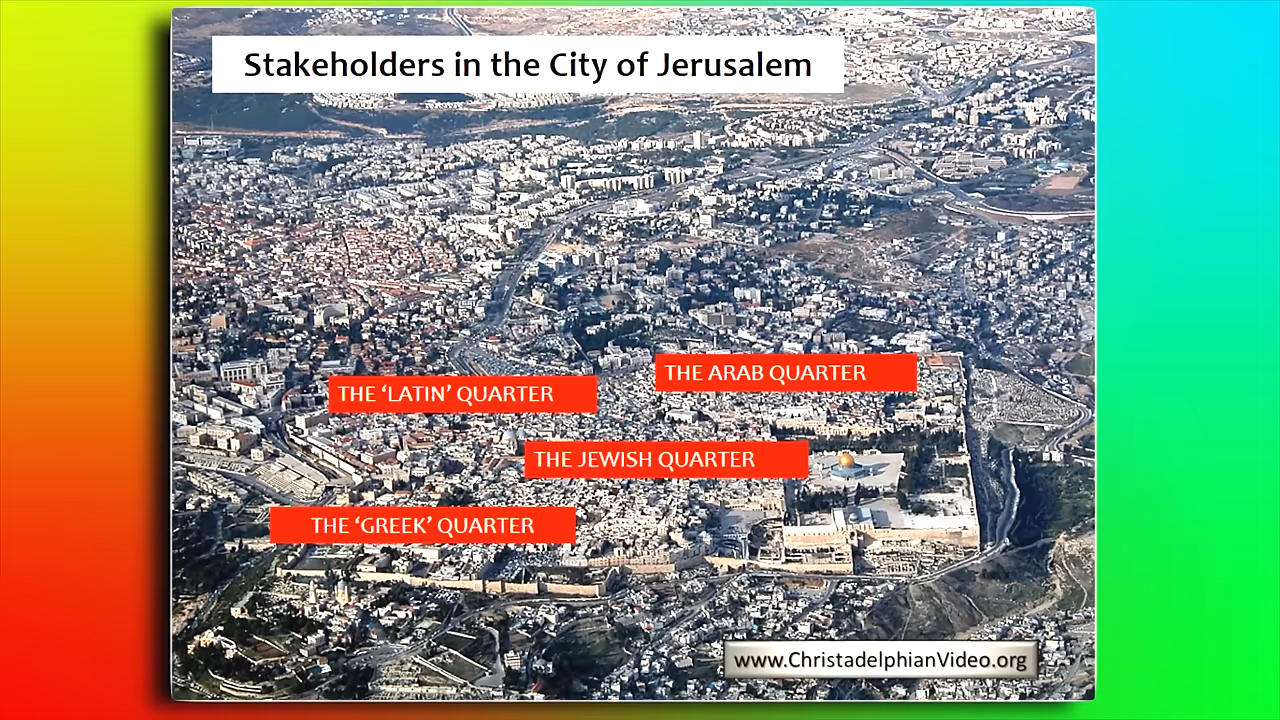 Stakeholders in the City of Jerusalem
THE ARAB QUARTER
THE ‘LATIN’ QUARTER
THE JEWISH QUARTER
THE ‘GREEK’ QUARTER
www.ChristadelphianVideo.org